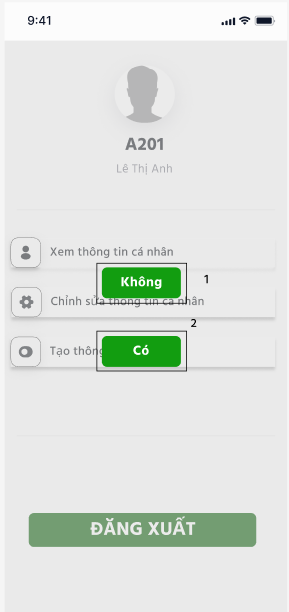 9:41
A201
Lê Thị Anh
Xem thông tin cá nhân
Không
1
Chỉnh sửa thông tin cá nhân
2
Tạo thông
Có
ĐĂNG XUẤT